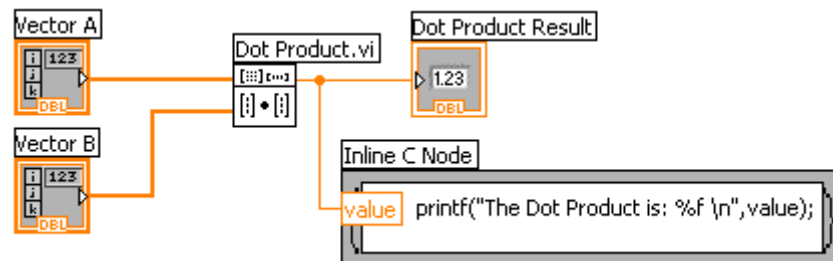 Vector A
i
j
k
123
DBL
Dot Product.vi
Dot Product Result
1.23
DBL
Vector B
i
j
k
123
DBL
Inline C Node
value
printf("The Dot Product is: %f \n",value);